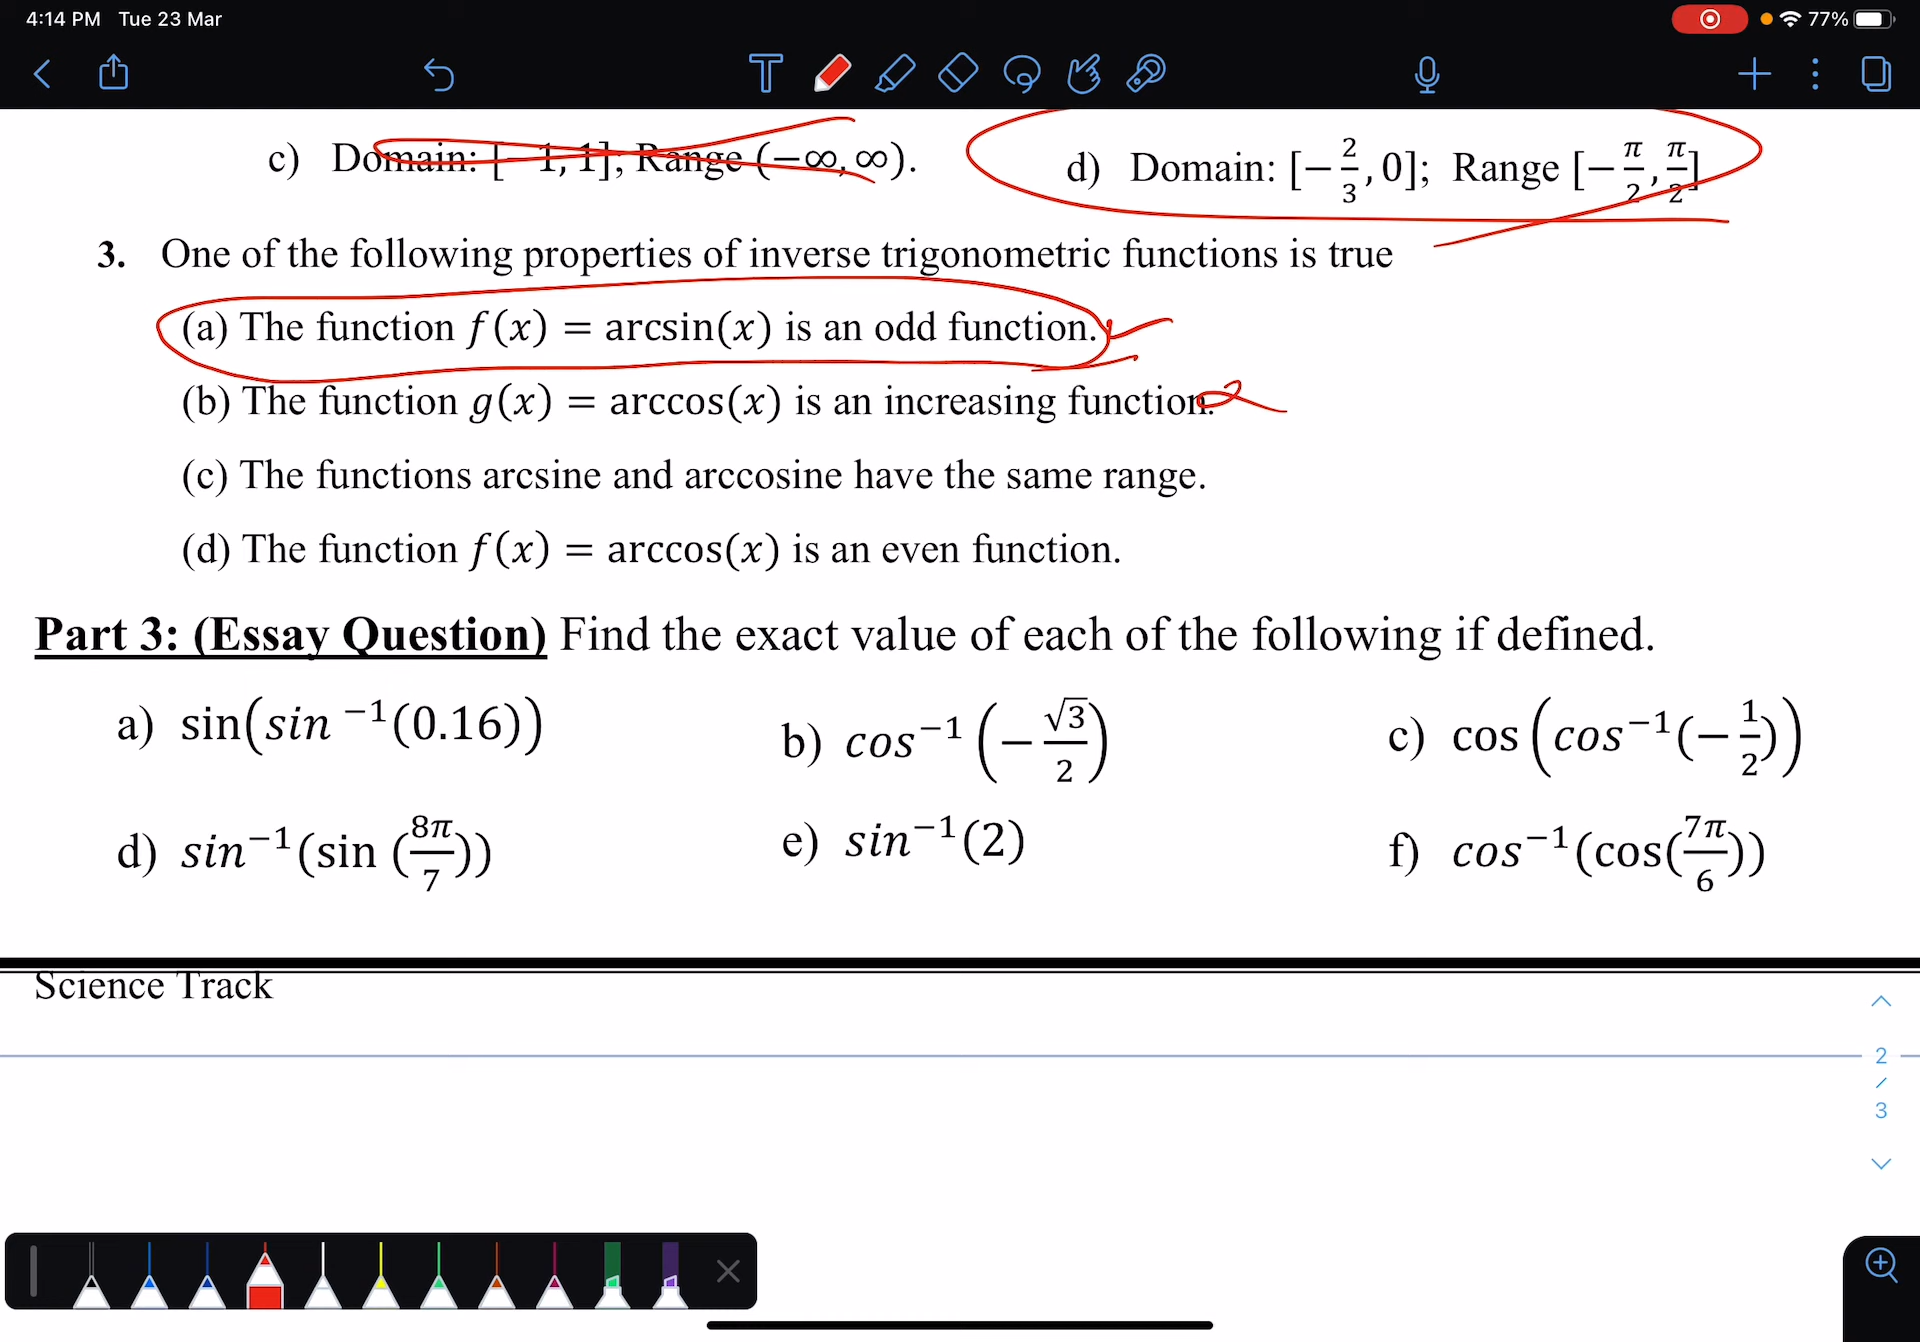 4:14 PM Tue 23 Mar 77%
c) Domain: [−1, 1]; Range (−∞, ∞). d) Domain: [−2/3, 0]; Range [−π/2, π/2]
3. One of the following properties of inverse trigonometric functions is true
(a) The function f(x) = arcsin(x) is an odd function.
(b) The function g(x) = arccos(x) is an increasing function.
(c) The functions arcsine and arccosine have the same range.
(d) The function f(x) = arccos(x) is an even function.
Part 3: (Essay Question) Find the exact value of each of the following if defined.
a) sin(sin⁻¹(0.16)) b) cos⁻¹(−√3/2) c) cos(cos⁻¹(−1/2))
d) sin⁻¹(sin (8π/7)) e) sin⁻¹(2) f) cos⁻¹(cos(7π/6))
Science Track
2
/
3